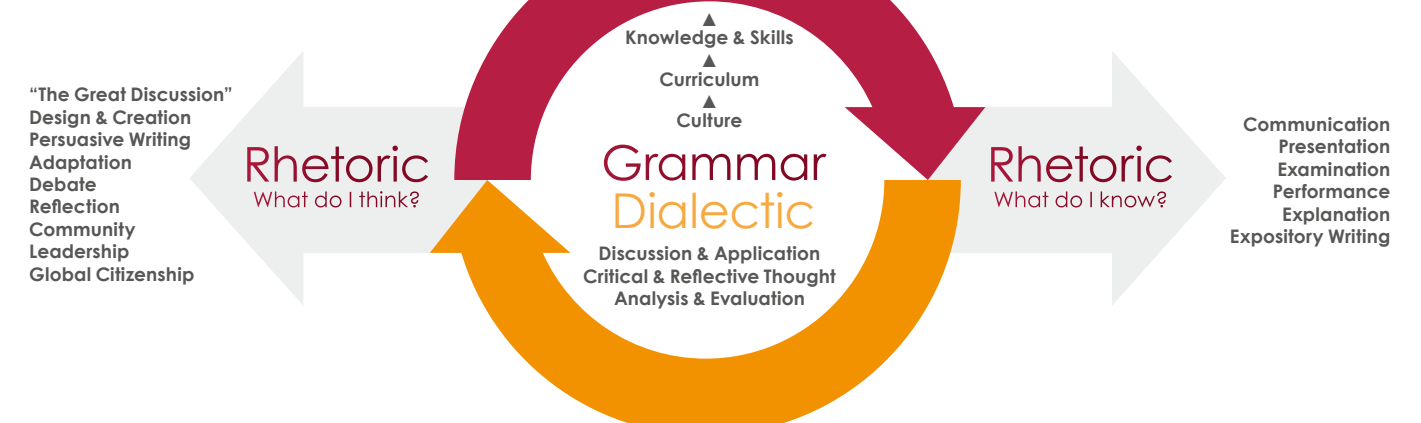 “The Great Discussion”
Design & Creation
Persuasive Writing
Adaptation
Debate
Reflection
Community
Leadership
Global Citizenship
Rhetoric
What do I think?
Knowledge & Skills
Curriculum
Culture
Grammar
Dialectic
Discussion & Application
Critical & Reflective Thought
Analysis & Evaluation
Rhetoric
What do I know?
Communication
Presentation
Examination
Performance
Explanation
Expository Writing